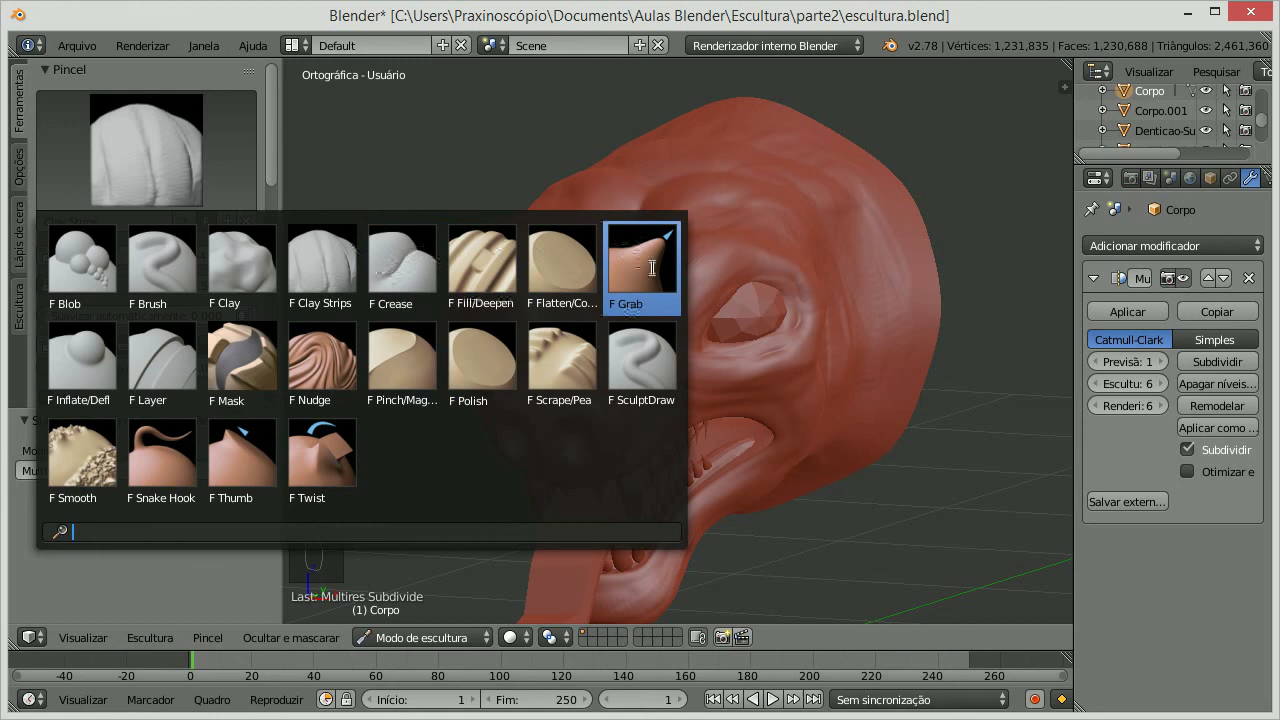 Blender* [C:\Users\Praxinoscópio\Documents\Aulas Blender\Escultura\parte2\escultura.blend]
Arquivo Renderizar Janela Ajuda Default Scene Renderizador interno Blender v2.78 | Vértices: 1,231,835 | Faces: 1,230,688 | Triângulos: 2,461,360
Pincel
Ortográfica - Usuário
Visualizar Pesquisar To
Corpo
Corpo.001
Denticao-Su
Ferramentas
Opções
Lápis de cera
Escultura
Corpo
Adicionar modificador
Mu
Aplicar Copiar
Catmull-Clark Simples
Previsã: 1 Subdividir
Escultu: 6 Apagar níveis...
Renderi: 6 Remodelar
Aplicar como ...
Subdividir
Otimizar e
Salvar extern...
F Blob F Brush F Clay F Clay Strips F Crease F Fill/Deepen F Flatten/Co... F Grab
F Inflate/Defl F Layer F Mask F Nudge F Pinch/Mag... F Polish F Scrape/Pea F SculptDraw
F Smooth F Snake Hook F Thumb F Twist
Last: Multires Subdivide
(1) Corpo
Visualizar Escultura Pincel Ocultar e mascarar Modo de escultura
-40 -20 0 20 40 60 80 100 120 140 160 180 200 220 240 260
Visualizar Marcador Quadro Reproduzir Início: 1 Fim: 250 1 Sem sincronização